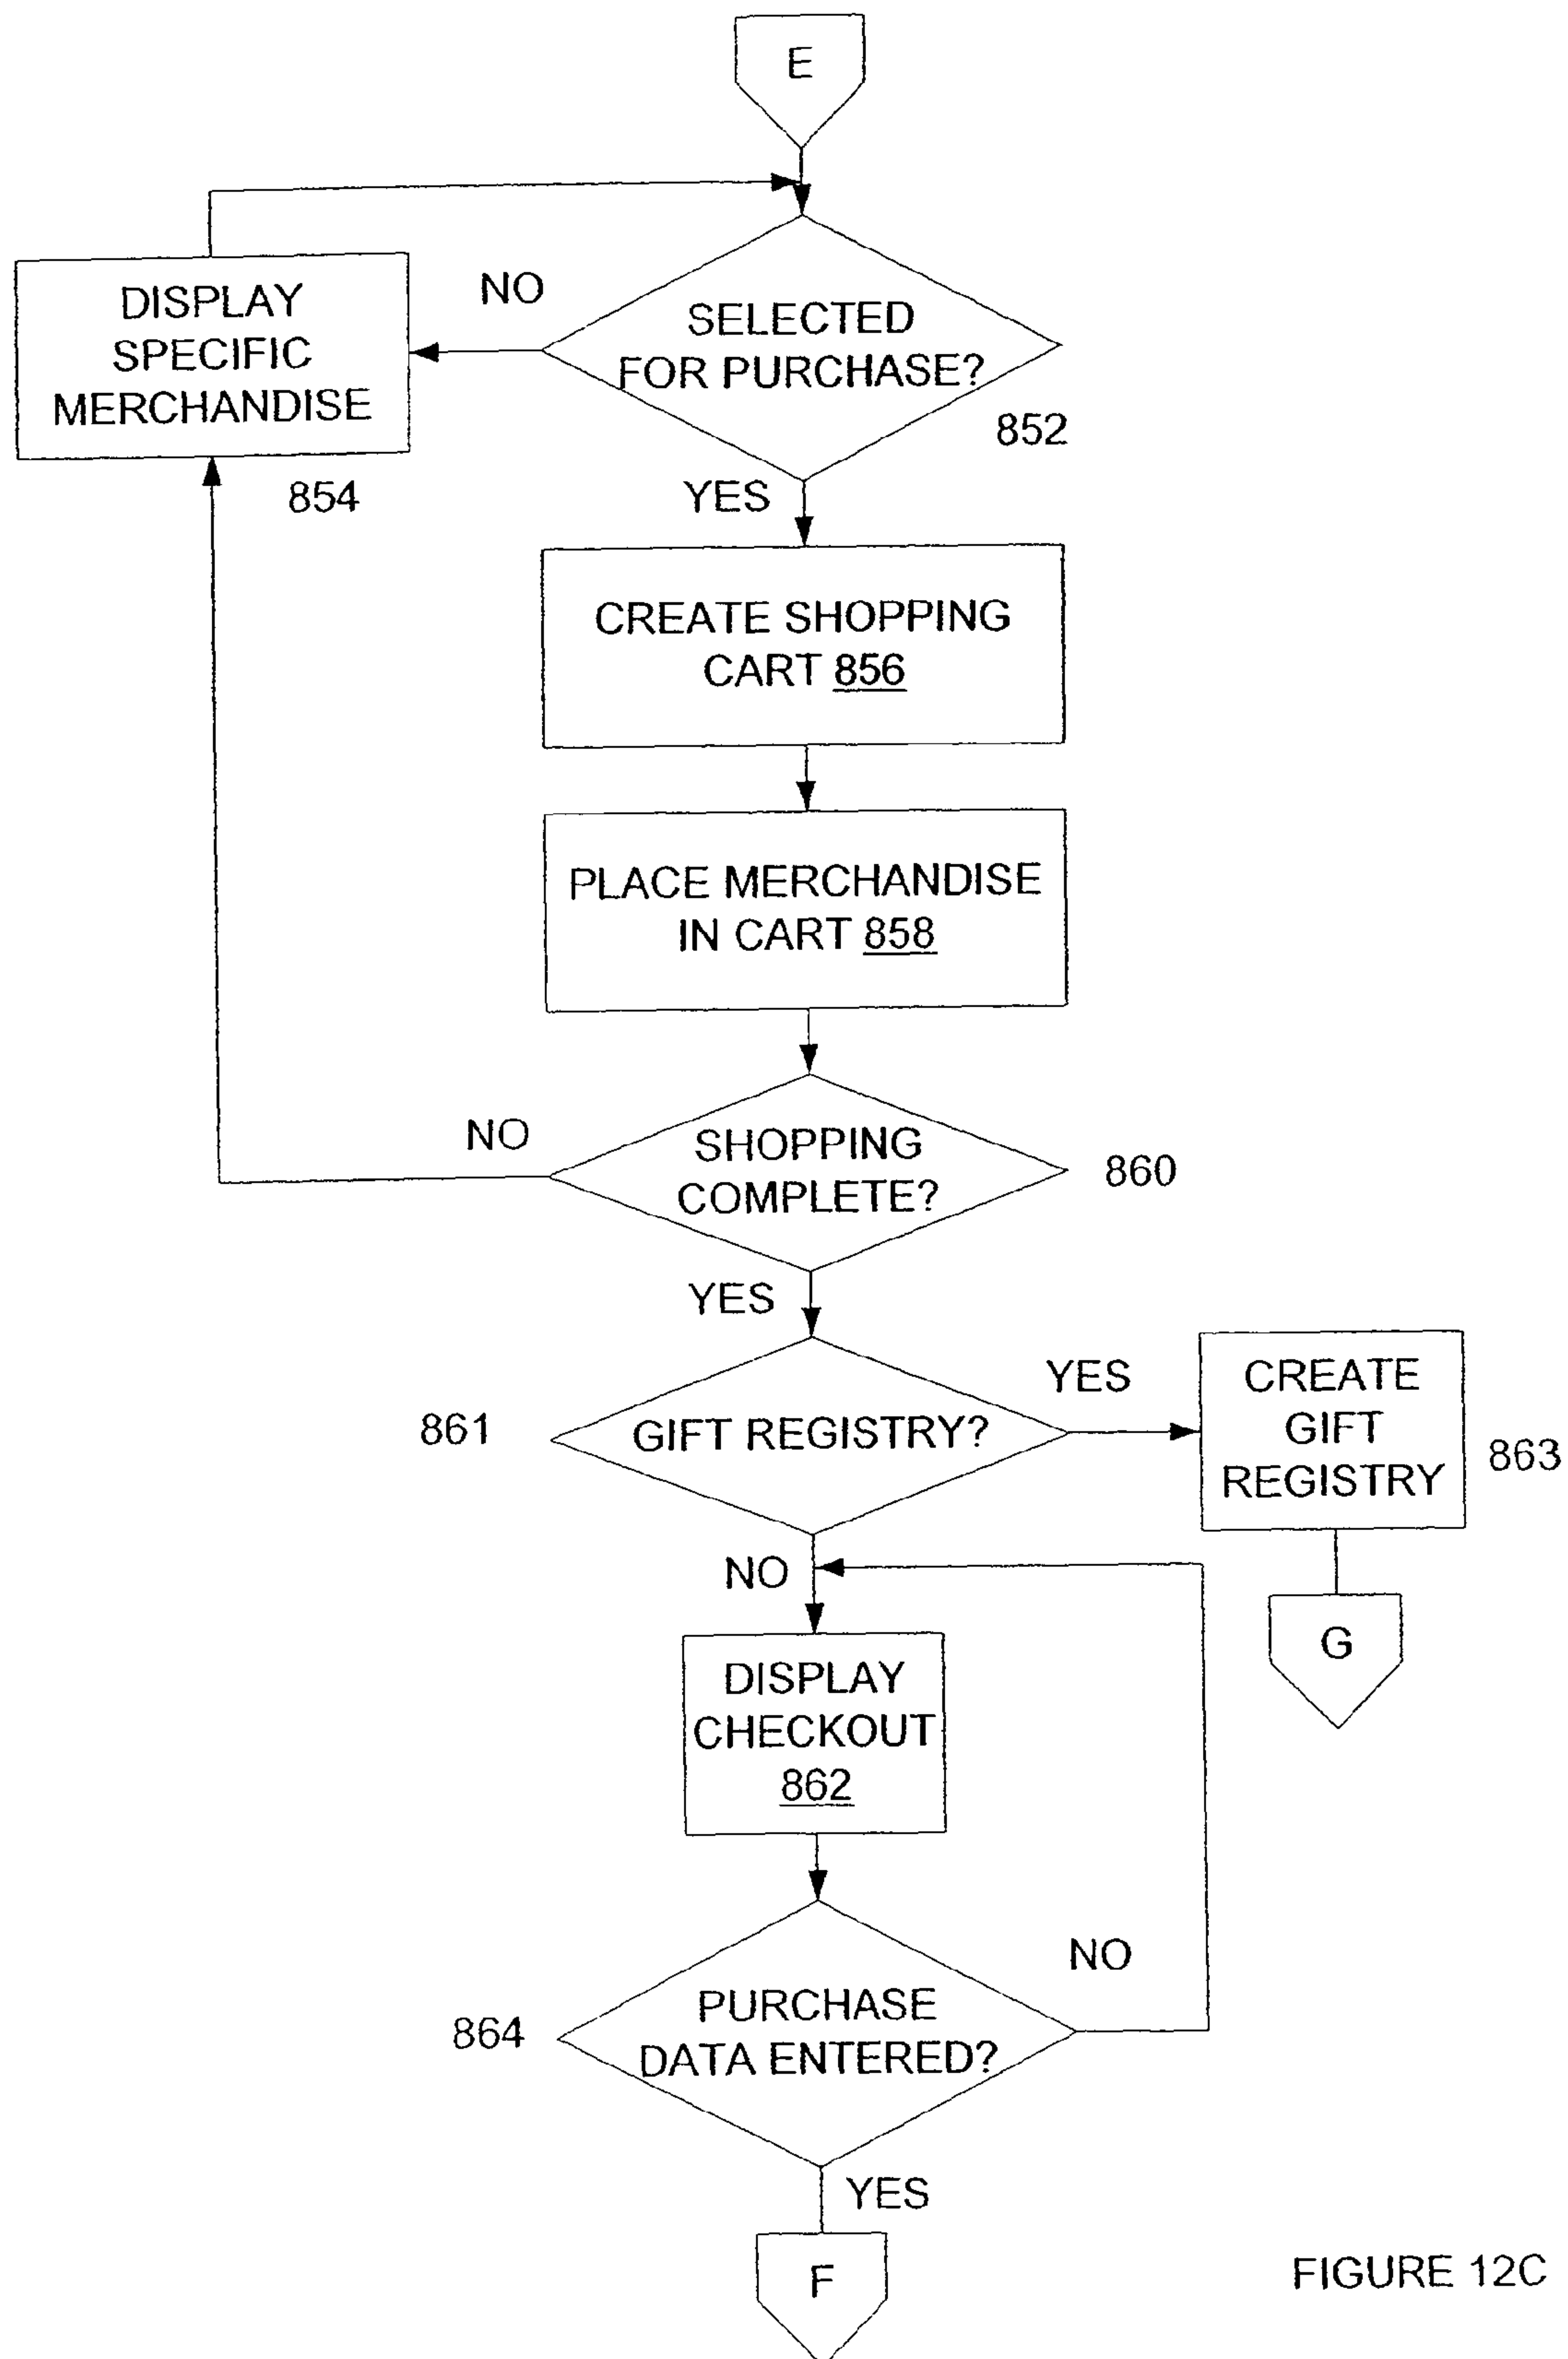 E
NO
DISPLAY
SPECIFIC
MERCHANDISE
854
SELECTED
FOR PURCHASE?
852
YES
CREATE SHOPPING
CART 856
PLACE MERCHANDISE
IN CART 858
NO
SHOPPING
COMPLETE?
860
YES
861
GIFT REGISTRY?
YES
CREATE
GIFT
REGISTRY
863
G
NO
DISPLAY
CHECKOUT
862
864
PURCHASE
DATA ENTERED?
NO
YES
F
FIGURE 12C